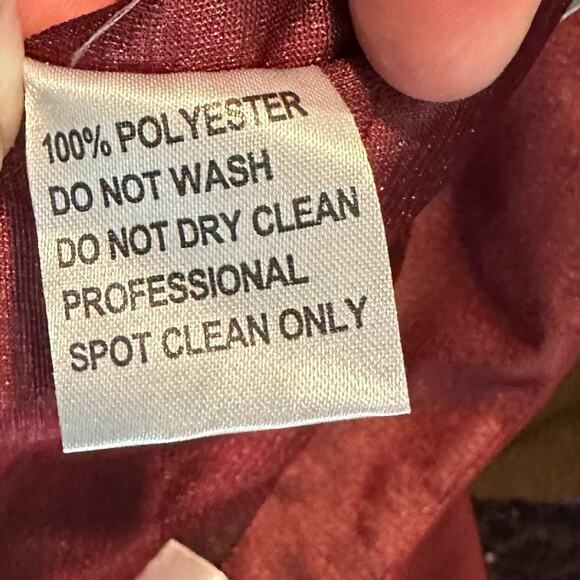 100% POLYESTER
DO NOT WASH
DO NOT DRY CLEAN
PROFESSIONAL
SPOT CLEAN ONLY